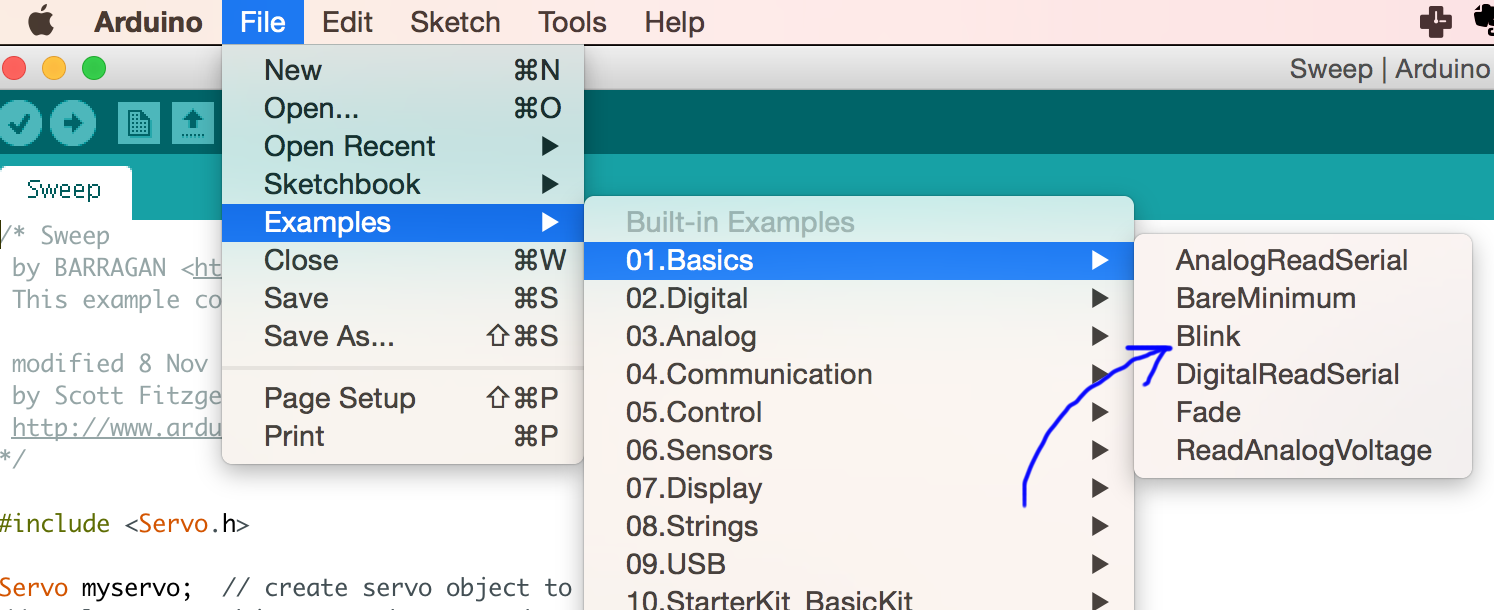 Arduino File Edit Sketch Tools Help
Sweep | Arduino
New ⌘N
Open... ⌘O
Open Recent ▶
Sketchbook ▶
Examples ▶
Close ⌘W
Save ⌘S
Save As... ⇧⌘S
Page Setup ⇧⌘P
Print ⌘P
Built-in Examples
01.Basics ▶
02.Digital ▶
03.Analog ▶
04.Communication ▶
05.Control ▶
06.Sensors ▶
07.Display ▶
08.Strings ▶
09.USB ▶
10.StarterKit_BasicKit ▶
AnalogReadSerial
BareMinimum
Blink
DigitalReadSerial
Fade
ReadAnalogVoltage
Sweep
/* Sweep
by BARRAGAN <ht
This example co
modified 8 Nov
by Scott Fitzge
http://www.ardu
*/
#include <Servo.h>
Servo myservo; // create servo object to